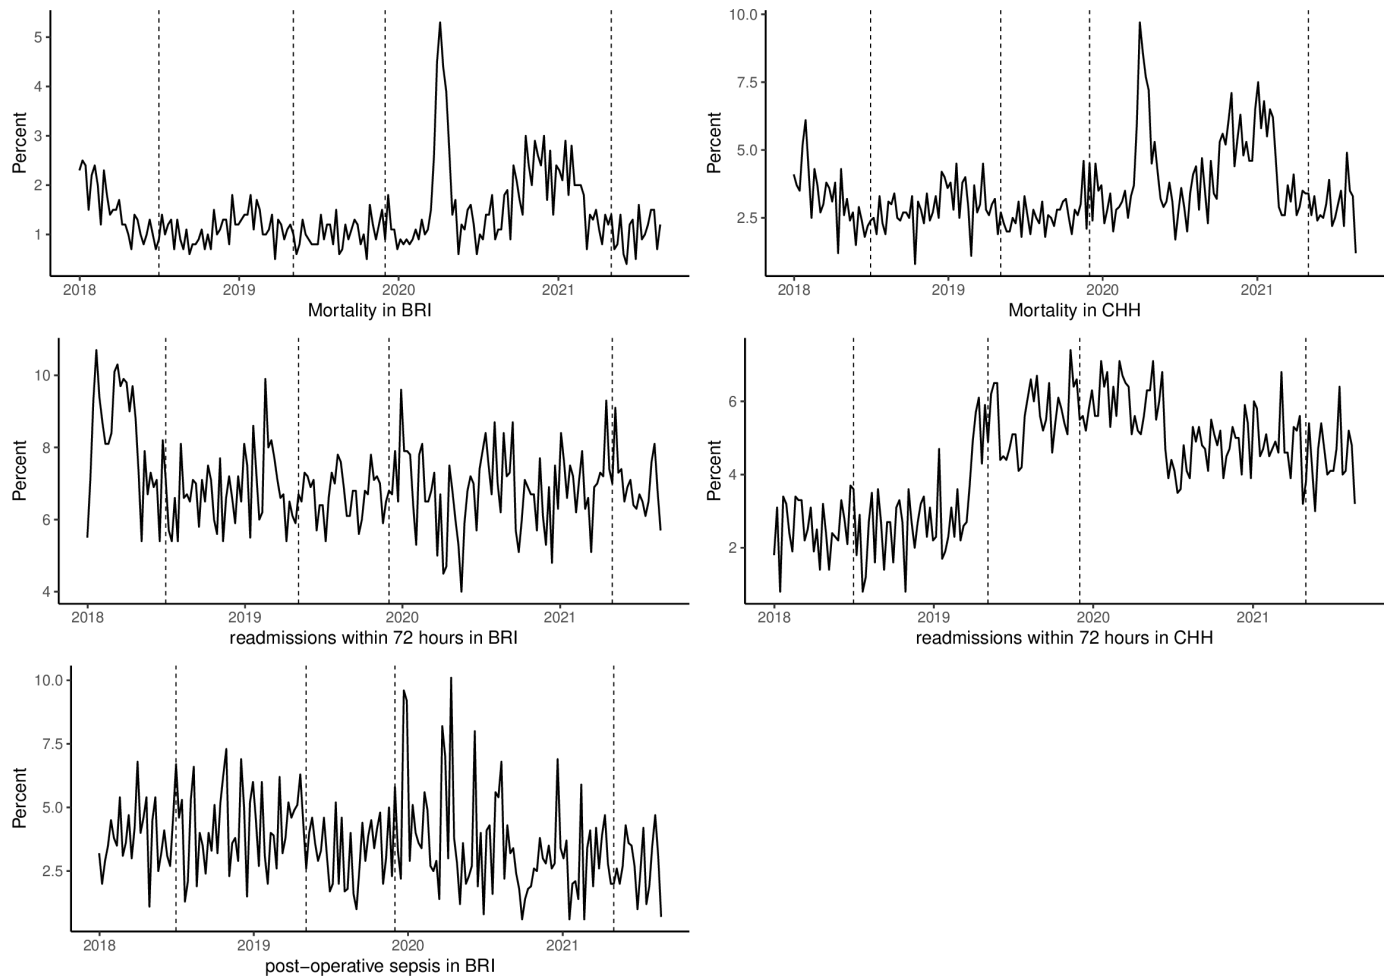 Percent
5
4
3
2
1
2018 2019 2020 2021
Mortality in BRI
Percent
10.0
7.5
5.0
2.5
2018 2019 2020 2021
Mortality in CHH
Percent
10
8
6
4
2018 2019 2020 2021
readmissions within 72 hours in BRI
Percent
6
4
2
2018 2019 2020 2021
readmissions within 72 hours in CHH
Percent
10.0
7.5
5.0
2.5
2018 2019 2020 2021
post−operative sepsis in BRI